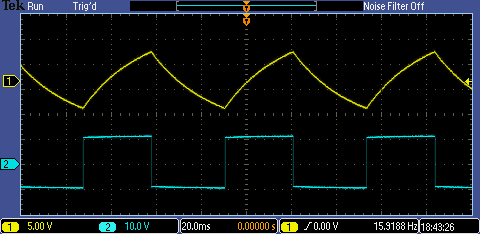 Tek Run Trig'd Noise Filter Off
1
2
1 5.00 V 2 10.0 V 20.0ms 0.00000 s 1 0.00 V 15.9188 Hz 18:43:26